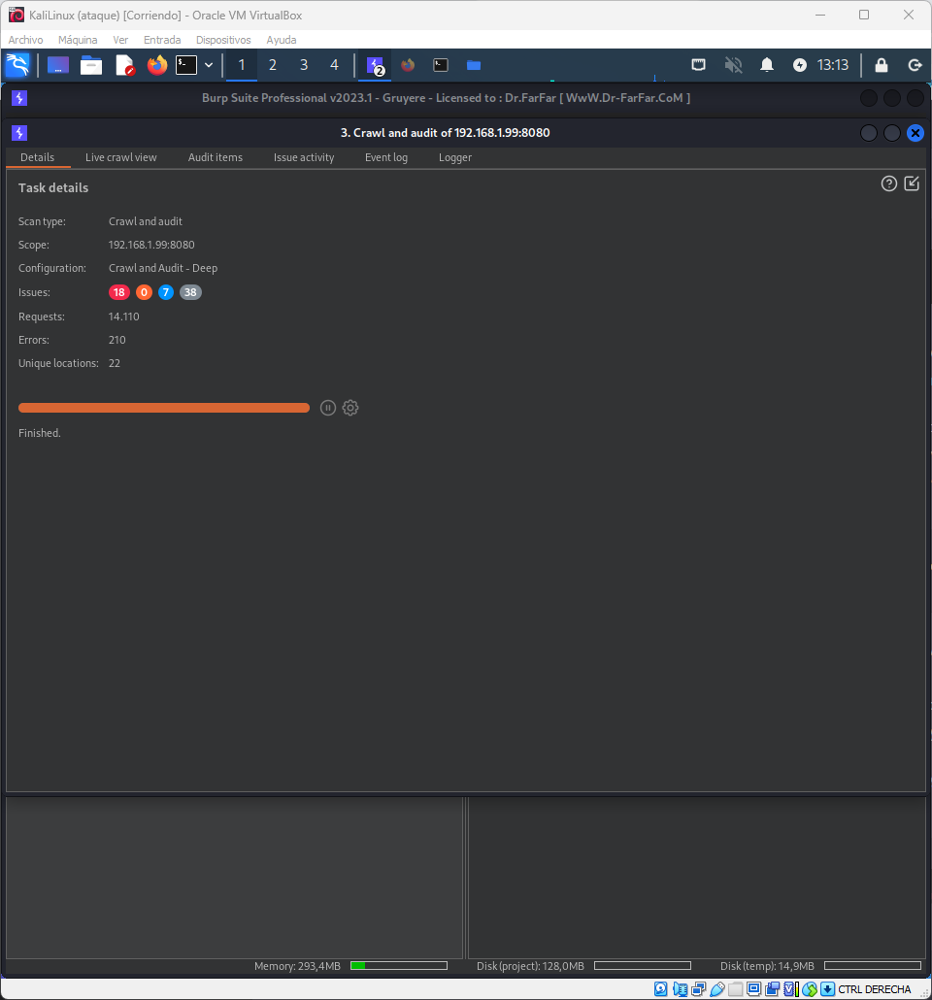 KaliLinux (ataque) [Corriendo] - Oracle VM VirtualBox
Archivo Máquina Ver Entrada Dispositivos Ayuda
1 2 3 4 2 13:13
Burp Suite Professional v2023.1 - Gruyere - Licensed to : Dr.FarFar [ WwW.Dr-FarFar.CoM ]
3. Crawl and audit of 192.168.1.99:8080
Details Live crawl view Audit items Issue activity Event log Logger
Task details
Scan type: Crawl and audit
Scope: 192.168.1.99:8080
Configuration: Crawl and Audit - Deep
Issues: 18 0 7 38
Requests: 14.110
Errors: 210
Unique locations: 22
Finished.
Memory: 293,4MB Disk (project): 128,0MB Disk (temp): 14,9MB
CTRL DERECHA